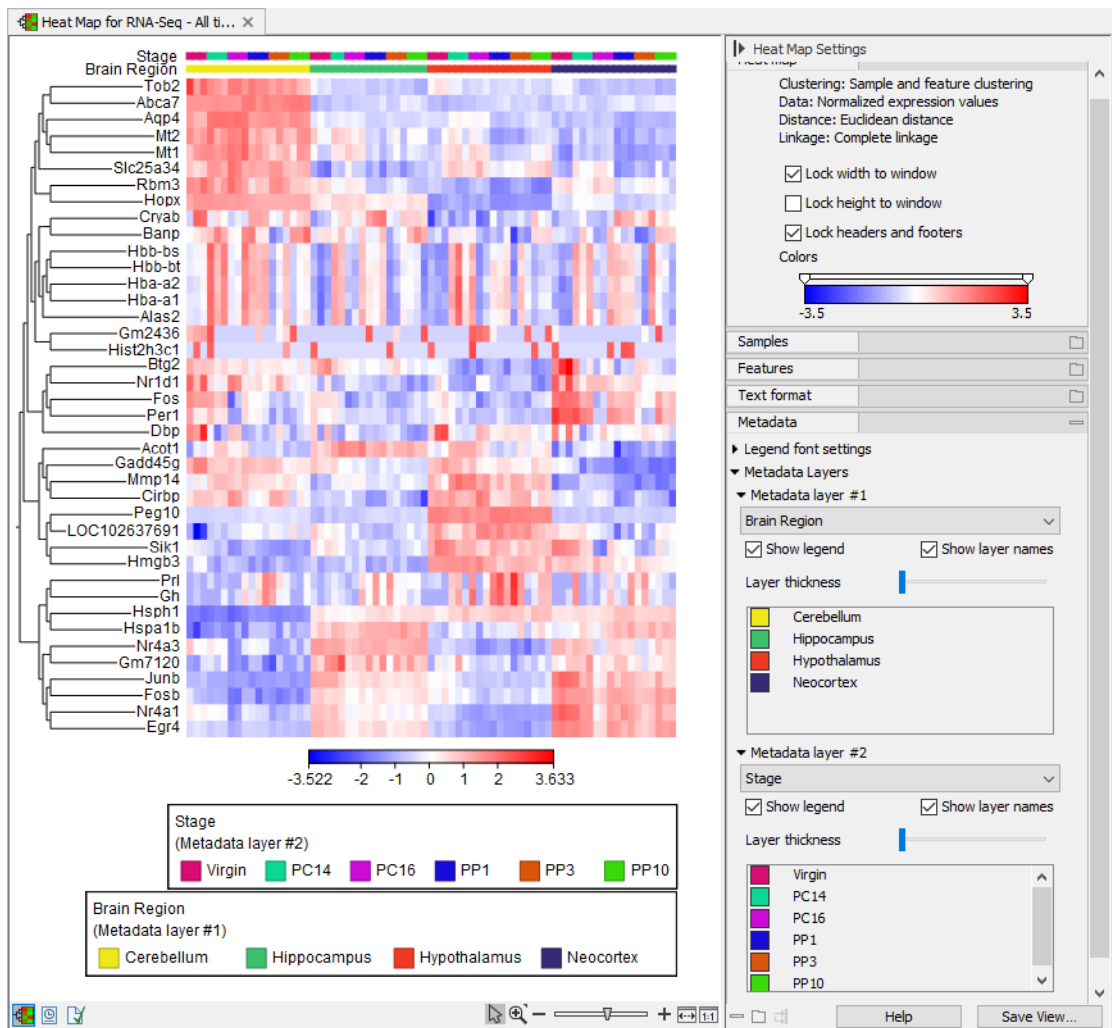 Heat Map for RNA-Seq - All ti...
Stage
Brain Region
Tob2
Abca7
Aqp4
Mt2
Mt1
Slc25a34
Rbm3
Hopx
Cryab
Banp
Hbb-bs
Hbb-bt
Hba-a2
Hba-a1
Alas2
Gm2436
Hist2h3c1
Btg2
Nr1d1
Fos
Per1
Dbp
Acot1
Gadd45g
Mmp14
Cirbp
Peg10
LOC102637691
Sik1
Hmgb3
Prl
Gh
Hsph1
Hspa1b
Nr4a3
Gm7120
Junb
Fosb
Nr4a1
Egr4
-3.522 -2 -1 0 1 2 3.633
Stage
(Metadata layer #2)
Virgin PC14 PC16 PP1 PP3 PP10
Brain Region
(Metadata layer #1)
Cerebellum Hippocampus Hypothalamus Neocortex
1:1
Heat Map Settings
Heat map
Clustering: Sample and feature clustering
Data: Normalized expression values
Distance: Euclidean distance
Linkage: Complete linkage
Lock width to window
Lock height to window
Lock headers and footers
Colors
-3.5 3.5
Samples
Features
Text format
Metadata
Legend font settings
Metadata Layers
Metadata layer #1
Brain Region
Show legend Show layer names
Layer thickness
Cerebellum
Hippocampus
Hypothalamus
Neocortex
Metadata layer #2
Stage
Show legend Show layer names
Layer thickness
Virgin
PC14
PC16
PP1
PP3
PP10
Help Save View...